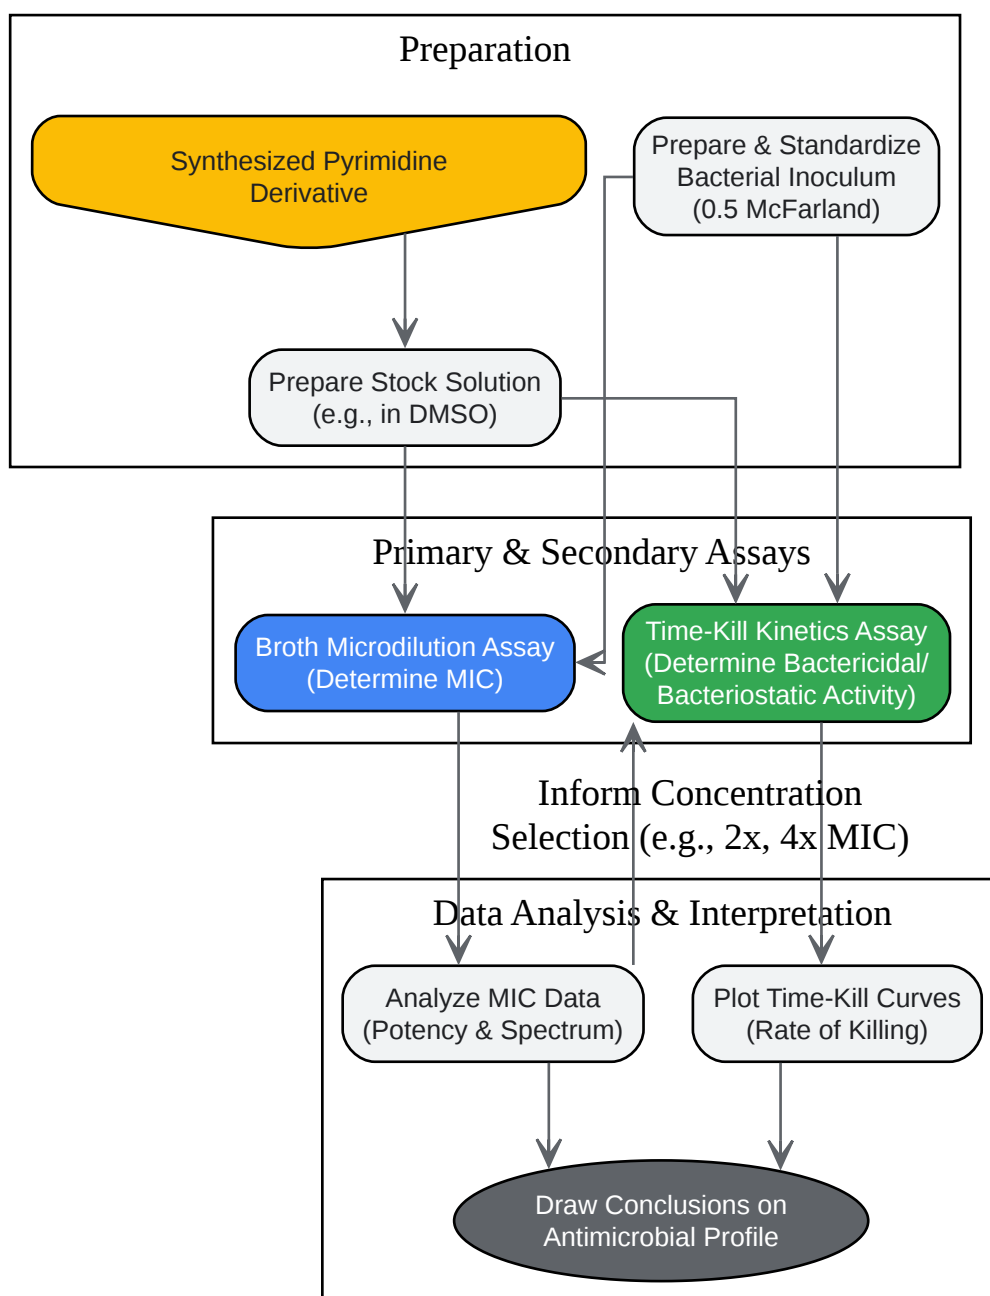 Preparation
Synthesized Pyrimidine
Derivative
Prepare & Standardize
Bacterial Inoculum
(0.5 McFarland)
Prepare Stock Solution
(e.g., in DMSO)
Primary & Secondary Assays
Broth Microdilution Assay
(Determine MIC)
Time-Kill Kinetics Assay
(Determine Bactericidal/
Bacteriostatic Activity)
Inform Concentration
Selection (e.g., 2x, 4x MIC)
Data Analysis & Interpretation
Analyze MIC Data
(Potency & Spectrum)
Plot Time-Kill Curves
(Rate of Killing)
Draw Conclusions on
Antimicrobial Profile